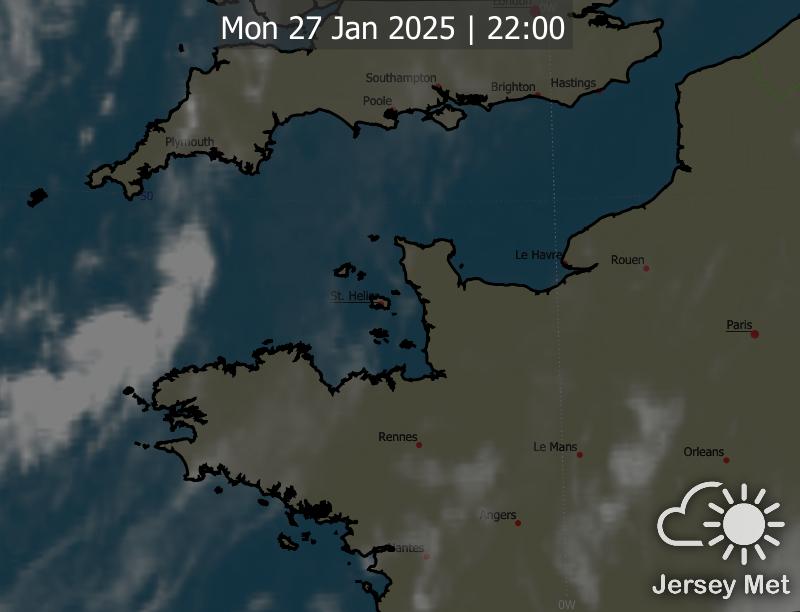 London
Mon 27 Jan 2025 | 22:00
Southampton
Brighton
Hastings
Poole
Plymouth
50
Le Havre
Rouen
St. Helier
Paris
Rennes
Le Mans
Orleans
Angers
Nantes
Jersey Met
0W